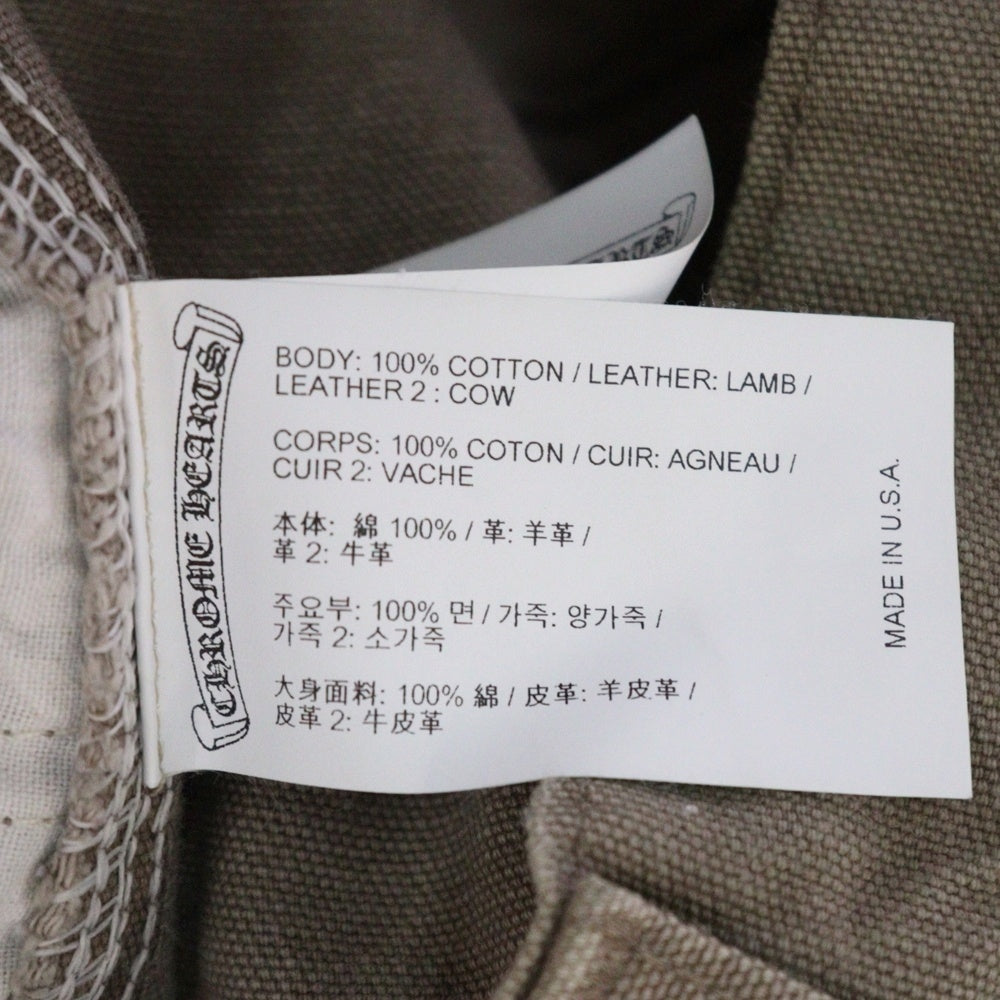 CHROME HEARTS
BODY: 100% COTTON / LEATHER: LAMB /
LEATHER 2 : COW
CORPS: 100% COTON / CUIR: AGNEAU /
CUIR 2: VACHE
本体: 綿 100% / 革: 羊革 /
革 2: 牛革
주요부: 100% 면 / 가죽: 양가죽 /
가죽 2: 소가죽
大身面料: 100% 綿 / 皮革: 羊皮革 /
皮革 2: 牛皮革
MADE IN U.S.A.